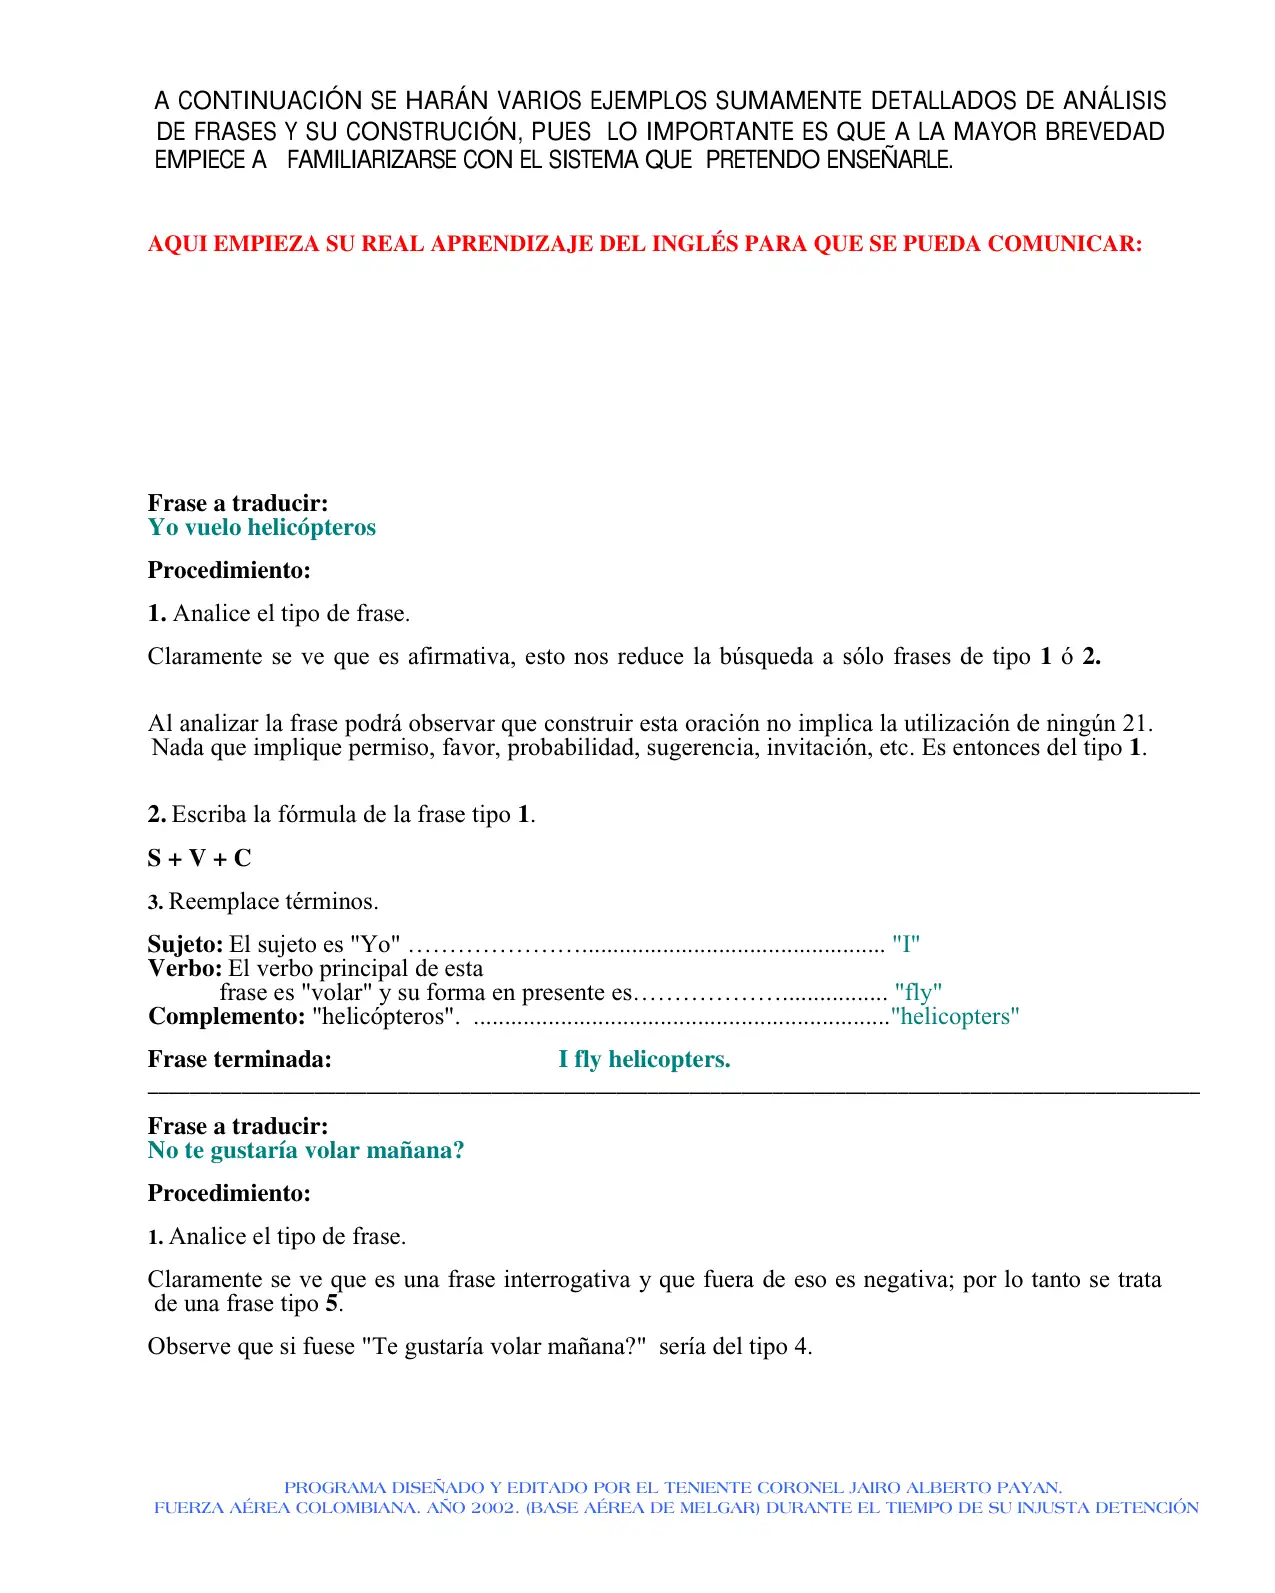 A CONTINUACIÓN SE HARÁN VARIOS EJEMPLOS SUMAMENTE DETALLADOS DE ANÁLISIS
DE FRASES Y SU CONSTRUCIÓN, PUES LO IMPORTANTE ES QUE A LA MAYOR BREVEDAD
EMPIECE A FAMILIARIZARSE CON EL SISTEMA QUE PRETENDO ENSEÑARLE.
AQUI EMPIEZA SU REAL APRENDIZAJE DEL INGLÉS PARA QUE SE PUEDA COMUNICAR:
Frase a traducir:
Yo vuelo helicópteros
Procedimiento:
1. Analice el tipo de frase.
Claramente se ve que es afirmativa, esto nos reduce la búsqueda a sólo frases de tipo 1 ó 2.
Al analizar la frase podrá observar que construir esta oración no implica la utilización de ningún 21.
Nada que implique permiso, favor, probabilidad, sugerencia, invitación, etc. Es entonces del tipo 1.
2. Escriba la fórmula de la frase tipo 1.
S + V + C
3. Reemplace términos.
Sujeto: El sujeto es "Yo" …………………................................................. "I"
Verbo: El verbo principal de esta
frase es "volar" y su forma en presente es………………................. "fly"
Complemento: "helicópteros". ..................................................................."helicopters"
Frase terminada: I fly helicopters.
Frase a traducir:
No te gustaría volar mañana?
Procedimiento:
1. Analice el tipo de frase.
Claramente se ve que es una frase interrogativa y que fuera de eso es negativa; por lo tanto se trata
de una frase tipo 5.
Observe que si fuese "Te gustaría volar mañana?" sería del tipo 4.
PROGRAMA DISEÑADO Y EDITADO POR EL TENIENTE CORONEL JAIRO ALBERTO PAYAN.
FUERZA AÉREA COLOMBIANA. AÑO 2002. (BASE AÉREA DE MELGAR) DURANTE EL TIEMPO DE SU INJUSTA DETENCIÓN